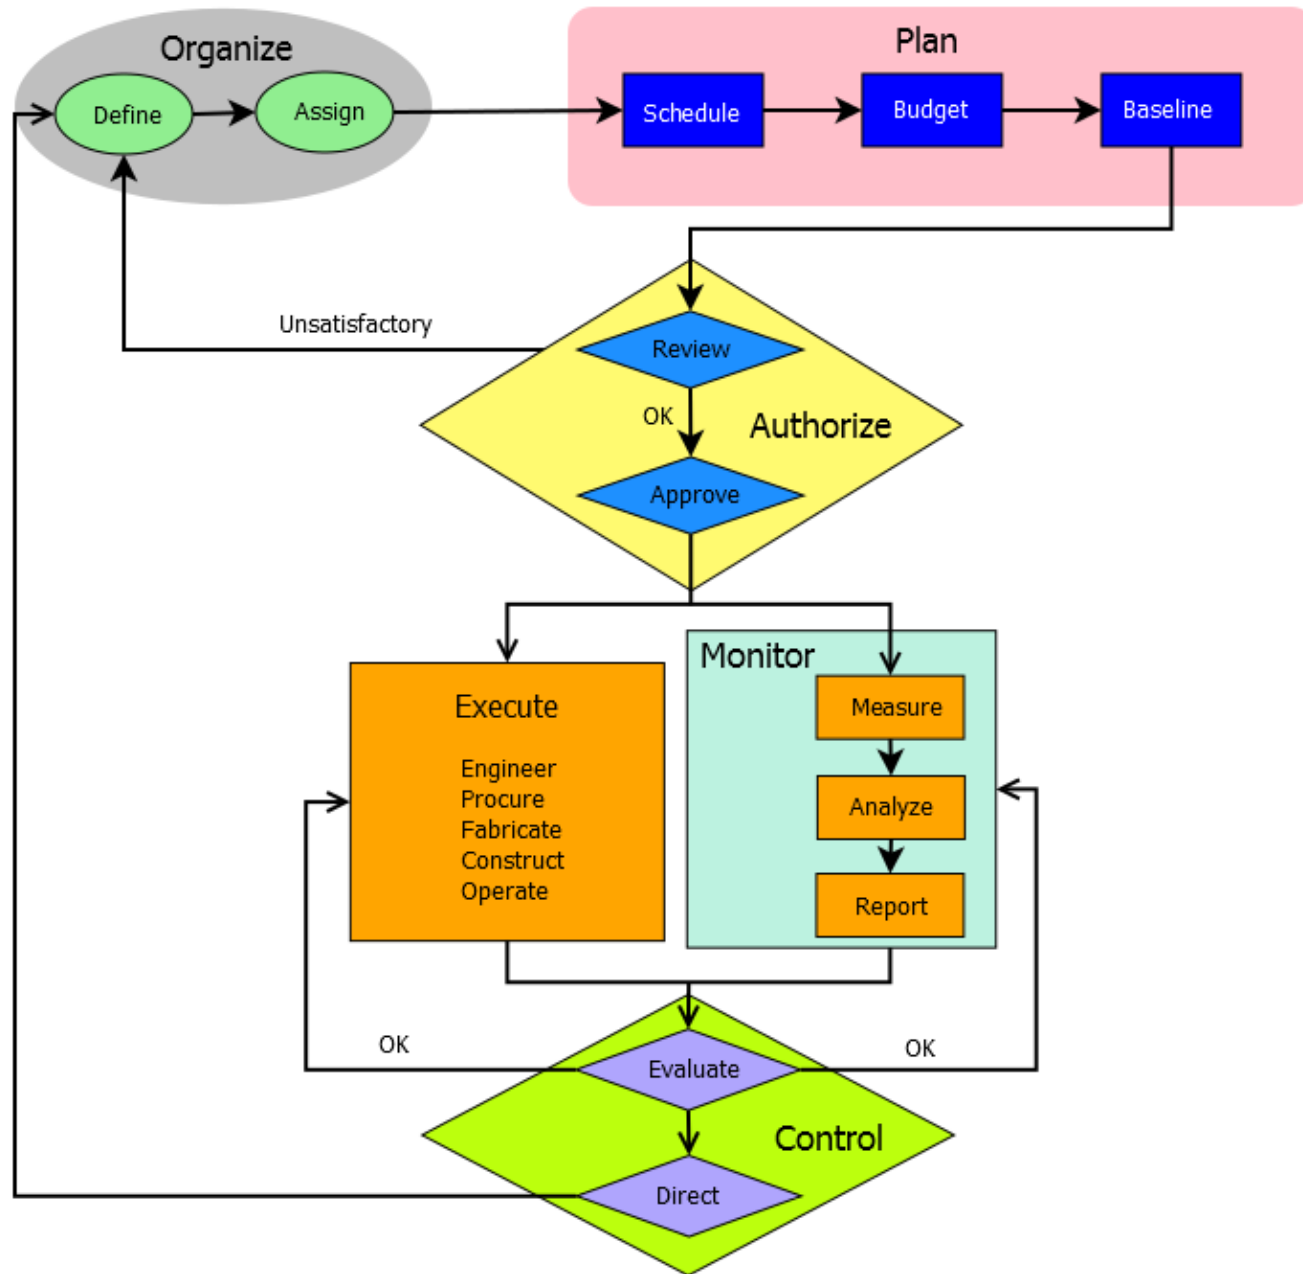 Organize
Define
Assign
Plan
Schedule
Budget
Baseline
Unsatisfactory
Review
OK
Authorize
Approve
Execute
Engineer
Procure
Fabricate
Construct
Operate
Monitor
Measure
Analyze
Report
OK
OK
Evaluate
Control
Direct